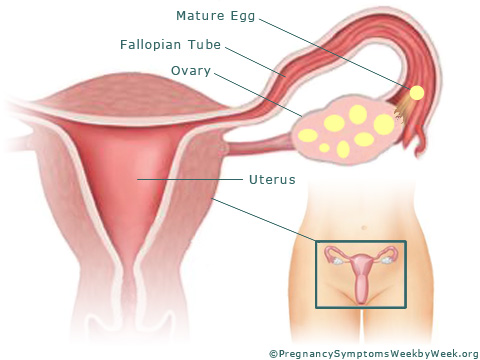 Mature Egg
Fallopian Tube
Ovary
Uterus
©PregnancySymptomsWeekbyWeek.org